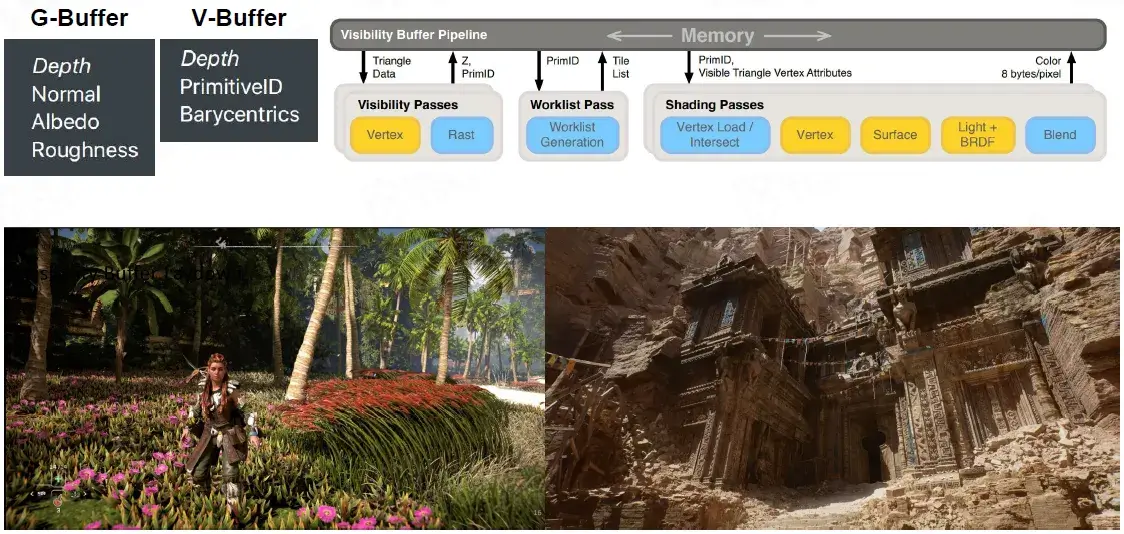 G-Buffer
Depth
Normal
Albedo
Roughness
V-Buffer
Depth
PrimitiveID
Barycentrics
Visibility Buffer Pipeline
Memory
Triangle
Data
Z,
PrimID
PrimID
Tile
List
PrimID,
Visible Triangle Vertex Attributes
Color
8 bytes/pixel
Visibility Passes
Vertex
Rast
Worklist Pass
Worklist
Generation
Shading Passes
Vertex Load /
Intersect
Vertex
Surface
Light +
BRDF
Blend
Buffer